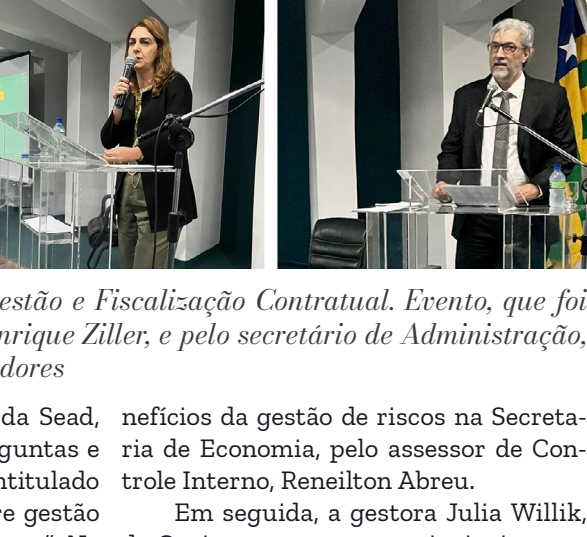 estão e Fiscalização Contratual. Evento, que foi
nrique Ziller, e pelo secretário de Administração,
dores
da Sead,
guntas e
ntitulado
re gestão
nefícios da gestão de riscos na Secreta-
ria de Economia, pelo assessor de Con-
trole Interno, Reneilton Abreu.
Em seguida, a gestora Julia Willik,